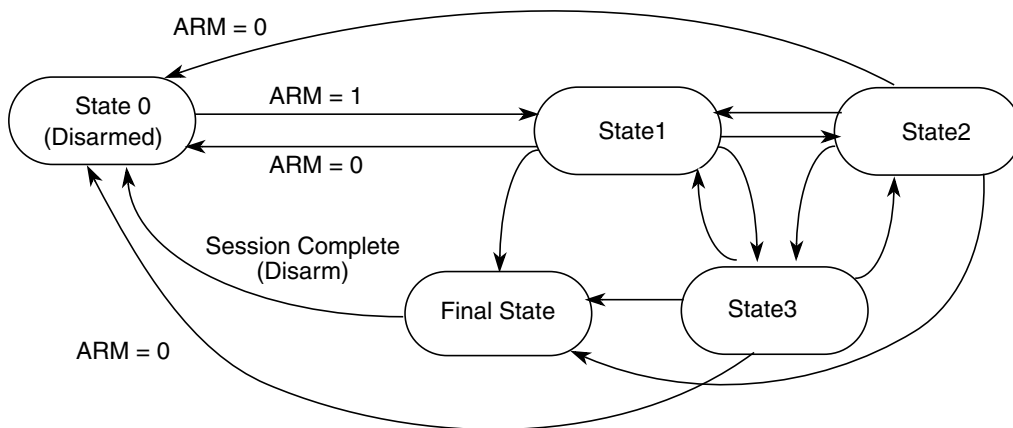 ARM = 0
State 0
(Disarmed)
ARM = 1
State1
State2
ARM = 0
Session Complete
(Disarm)
Final State
State3
ARM = 0